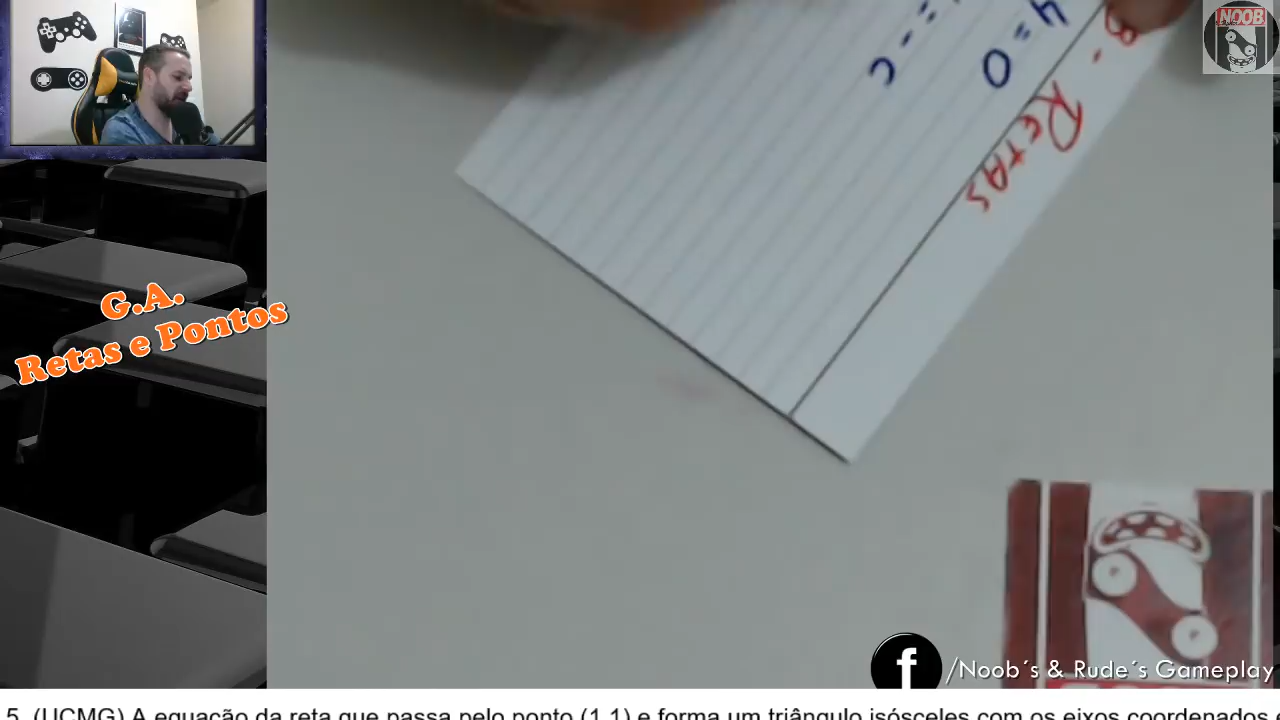 NOOB
G.A.
Retas e Pontos
y=0
=-c
8. RETAS
f /Noob´s & Rude´s Gameplay
5. (UCMG) A equação da reta que passa pelo ponto (1,1) e forma um triângulo isósceles com os eixos coordenados